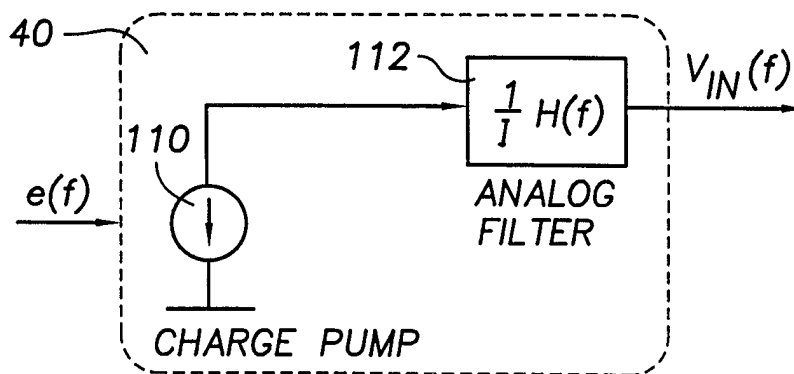 40
112
V_IN(f)
1/I H(f)
110
e(f)
ANALOG
FILTER
CHARGE PUMP